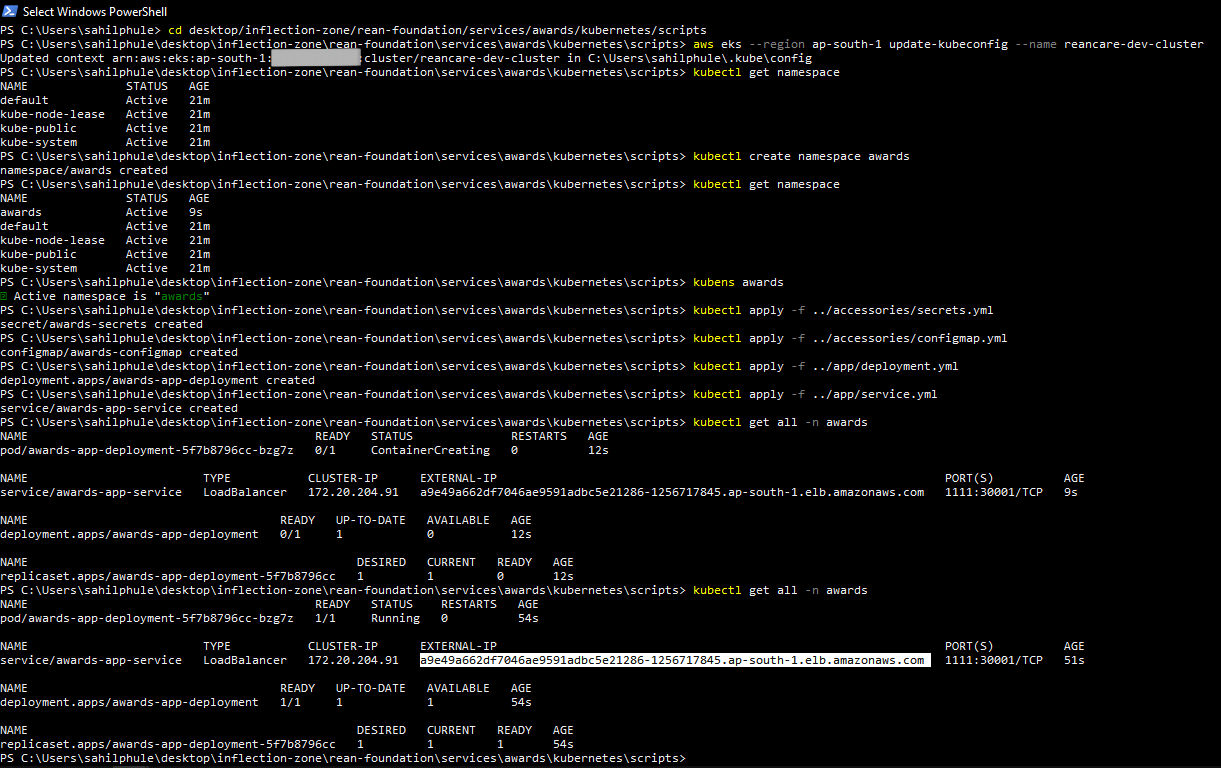 Select Windows PowerShell
PS C:\Users\sahilphule> cd desktop/inflection-zone/rean-foundation/services/awards/kubernetes/scripts
PS C:\Users\sahilphule\desktop\inflection-zone\rean-foundation\services\awards\kubernetes\scripts> aws eks --region ap-south-1 update-kubeconfig --name reancare-dev-cluster
Updated context arn:aws:eks:ap-south-1: :cluster/reancare-dev-cluster in C:\Users\sahilphule\.kube\config
PS C:\Users\sahilphule\desktop\inflection-zone\rean-foundation\services\awards\kubernetes\scripts> kubectl get namespace
NAME STATUS AGE
default Active 21m
kube-node-lease Active 21m
kube-public Active 21m
kube-system Active 21m
PS C:\Users\sahilphule\desktop\inflection-zone\rean-foundation\services\awards\kubernetes\scripts> kubectl create namespace awards
namespace/awards created
PS C:\Users\sahilphule\desktop\inflection-zone\rean-foundation\services\awards\kubernetes\scripts> kubectl get namespace
NAME STATUS AGE
awards Active 9s
default Active 21m
kube-node-lease Active 21m
kube-public Active 21m
kube-system Active 21m
PS C:\Users\sahilphule\desktop\inflection-zone\rean-foundation\services\awards\kubernetes\scripts> kubens awards
Active namespace is "awards"
PS C:\Users\sahilphule\desktop\inflection-zone\rean-foundation\services\awards\kubernetes\scripts> kubectl apply -f ../accessories/secrets.yml
secret/awards-secrets created
PS C:\Users\sahilphule\desktop\inflection-zone\rean-foundation\services\awards\kubernetes\scripts> kubectl apply -f ../accessories/configmap.yml
configmap/awards-configmap created
PS C:\Users\sahilphule\desktop\inflection-zone\rean-foundation\services\awards\kubernetes\scripts> kubectl apply -f ../app/deployment.yml
deployment.apps/awards-app-deployment created
PS C:\Users\sahilphule\desktop\inflection-zone\rean-foundation\services\awards\kubernetes\scripts> kubectl apply -f ../app/service.yml
service/awards-app-service created
PS C:\Users\sahilphule\desktop\inflection-zone\rean-foundation\services\awards\kubernetes\scripts> kubectl get all -n awards
NAME READY STATUS RESTARTS AGE
pod/awards-app-deployment-5f7b8796cc-bzg7z 0/1 ContainerCreating 0 12s
NAME TYPE CLUSTER-IP EXTERNAL-IP PORT(S) AGE
service/awards-app-service LoadBalancer 172.20.204.91 a9e49a662df7046ae9591adbc5e21286-1256717845.ap-south-1.elb.amazonaws.com 1111:30001/TCP 9s
NAME READY UP-TO-DATE AVAILABLE AGE
deployment.apps/awards-app-deployment 0/1 1 0 12s
NAME DESIRED CURRENT READY AGE
replicaset.apps/awards-app-deployment-5f7b8796cc 1 1 0 12s
PS C:\Users\sahilphule\desktop\inflection-zone\rean-foundation\services\awards\kubernetes\scripts> kubectl get all -n awards
NAME READY STATUS RESTARTS AGE
pod/awards-app-deployment-5f7b8796cc-bzg7z 1/1 Running 0 54s
NAME TYPE CLUSTER-IP EXTERNAL-IP PORT(S) AGE
service/awards-app-service LoadBalancer 172.20.204.91 a9e49a662df7046ae9591adbc5e21286-1256717845.ap-south-1.elb.amazonaws.com 1111:30001/TCP 51s
NAME READY UP-TO-DATE AVAILABLE AGE
deployment.apps/awards-app-deployment 1/1 1 1 54s
NAME DESIRED CURRENT READY AGE
replicaset.apps/awards-app-deployment-5f7b8796cc 1 1 1 54s
PS C:\Users\sahilphule\desktop\inflection-zone\rean-foundation\services\awards\kubernetes\scripts>